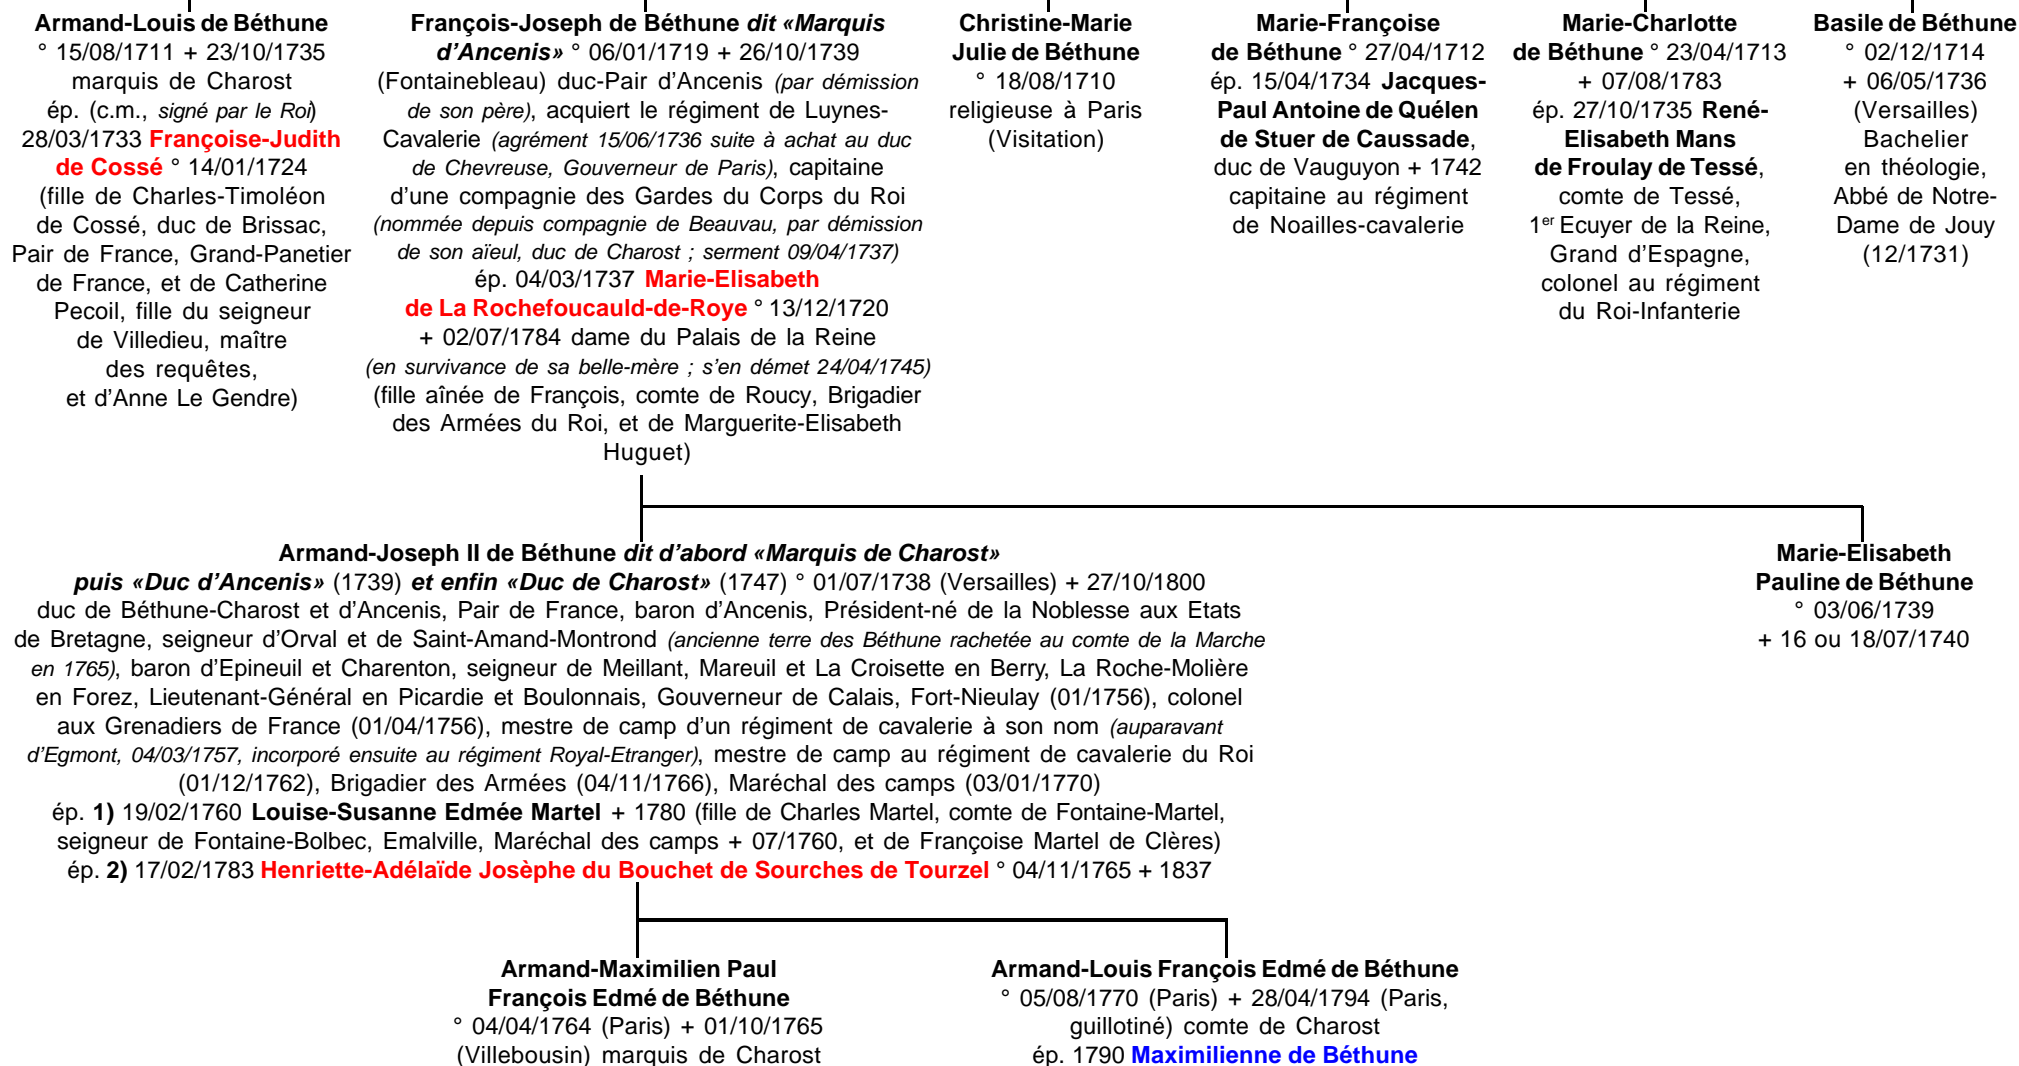 Armand-Louis de Béthune
° 15/08/1711 + 23/10/1735
marquis de Charost
ép. (c.m., signé par le Roi)
28/03/1733 Françoise-Judith
de Cossé ° 14/01/1724
(fille de Charles-Timoléon
de Cossé, duc de Brissac,
Pair de France, Grand-Panetier
de France, et de Catherine
Pecoil, fille du seigneur
de Villedieu, maître
des requêtes,
et d'Anne Le Gendre)
François-Joseph de Béthune dit «Marquis
d'Ancenis» ° 06/01/1719 + 26/10/1739
(Fontainebleau) duc-Pair d'Ancenis (par démission
de son père), acquiert le régiment de Luynes-
Cavalerie (agrément 15/06/1736 suite à achat au duc
de Chevreuse, Gouverneur de Paris), capitaine
d'une compagnie des Gardes du Corps du Roi
(nommée depuis compagnie de Beauvau, par démission
de son aïeul, duc de Charost ; serment 09/04/1737)
ép. 04/03/1737 Marie-Elisabeth
de La Rochefoucauld-de-Roye ° 13/12/1720
+ 02/07/1784 dame du Palais de la Reine
(en survivance de sa belle-mère ; s'en démet 24/04/1745)
(fille aînée de François, comte de Roucy, Brigadier
des Armées du Roi, et de Marguerite-Elisabeth
Huguet)
Christine-Marie
Julie de Béthune
° 18/08/1710
religieuse à Paris
(Visitation)
Marie-Françoise
de Béthune ° 27/04/1712
ép. 15/04/1734 Jacques-
Paul Antoine de Quélen
de Stuer de Caussade,
duc de Vauguyon + 1742
capitaine au régiment
de Noailles-cavalerie
Marie-Charlotte
de Béthune ° 23/04/1713
+ 07/08/1783
ép. 27/10/1735 René-
Elisabeth Mans
de Froulay de Tessé,
comte de Tessé,
1er Ecuyer de la Reine,
Grand d'Espagne,
colonel au régiment
du Roi-Infanterie
Basile de Béthune
° 02/12/1714
+ 06/05/1736
(Versailles)
Bachelier
en théologie,
Abbé de Notre-
Dame de Jouy
(12/1731)
Armand-Joseph II de Béthune dit d'abord «Marquis de Charost»
puis «Duc d'Ancenis» (1739) et enfin «Duc de Charost» (1747) ° 01/07/1738 (Versailles) + 27/10/1800
duc de Béthune-Charost et d'Ancenis, Pair de France, baron d'Ancenis, Président-né de la Noblesse aux Etats
de Bretagne, seigneur d'Orval et de Saint-Amand-Montrond (ancienne terre des Béthune rachetée au comte de la Marche
en 1765), baron d'Epineuil et Charenton, seigneur de Meillant, Mareuil et La Croisette en Berry, La Roche-Molière
en Forez, Lieutenant-Général en Picardie et Boulonnais, Gouverneur de Calais, Fort-Nieulay (01/1756), colonel
aux Grenadiers de France (01/04/1756), mestre de camp d'un régiment de cavalerie à son nom (auparavant
d'Egmont, 04/03/1757, incorporé ensuite au régiment Royal-Etranger), mestre de camp au régiment de cavalerie du Roi
(01/12/1762), Brigadier des Armées (04/11/1766), Maréchal des camps (03/01/1770)
ép. 1) 19/02/1760 Louise-Susanne Edmée Martel + 1780 (fille de Charles Martel, comte de Fontaine-Martel,
seigneur de Fontaine-Bolbec, Emalville, Maréchal des camps + 07/1760, et de Françoise Martel de Clères)
ép. 2) 17/02/1783 Henriette-Adélaïde Josèphe du Bouchet de Sourches de Tourzel ° 04/11/1765 + 1837
Marie-Elisabeth
Pauline de Béthune
° 03/06/1739
+ 16 ou 18/07/1740
Armand-Maximilien Paul
François Edmé de Béthune
° 04/04/1764 (Paris) + 01/10/1765
(Villebousin) marquis de Charost
Armand-Louis François Edmé de Béthune
° 05/08/1770 (Paris) + 28/04/1794 (Paris,
guillotiné) comte de Charost
ép. 1790 Maximilienne de Béthune